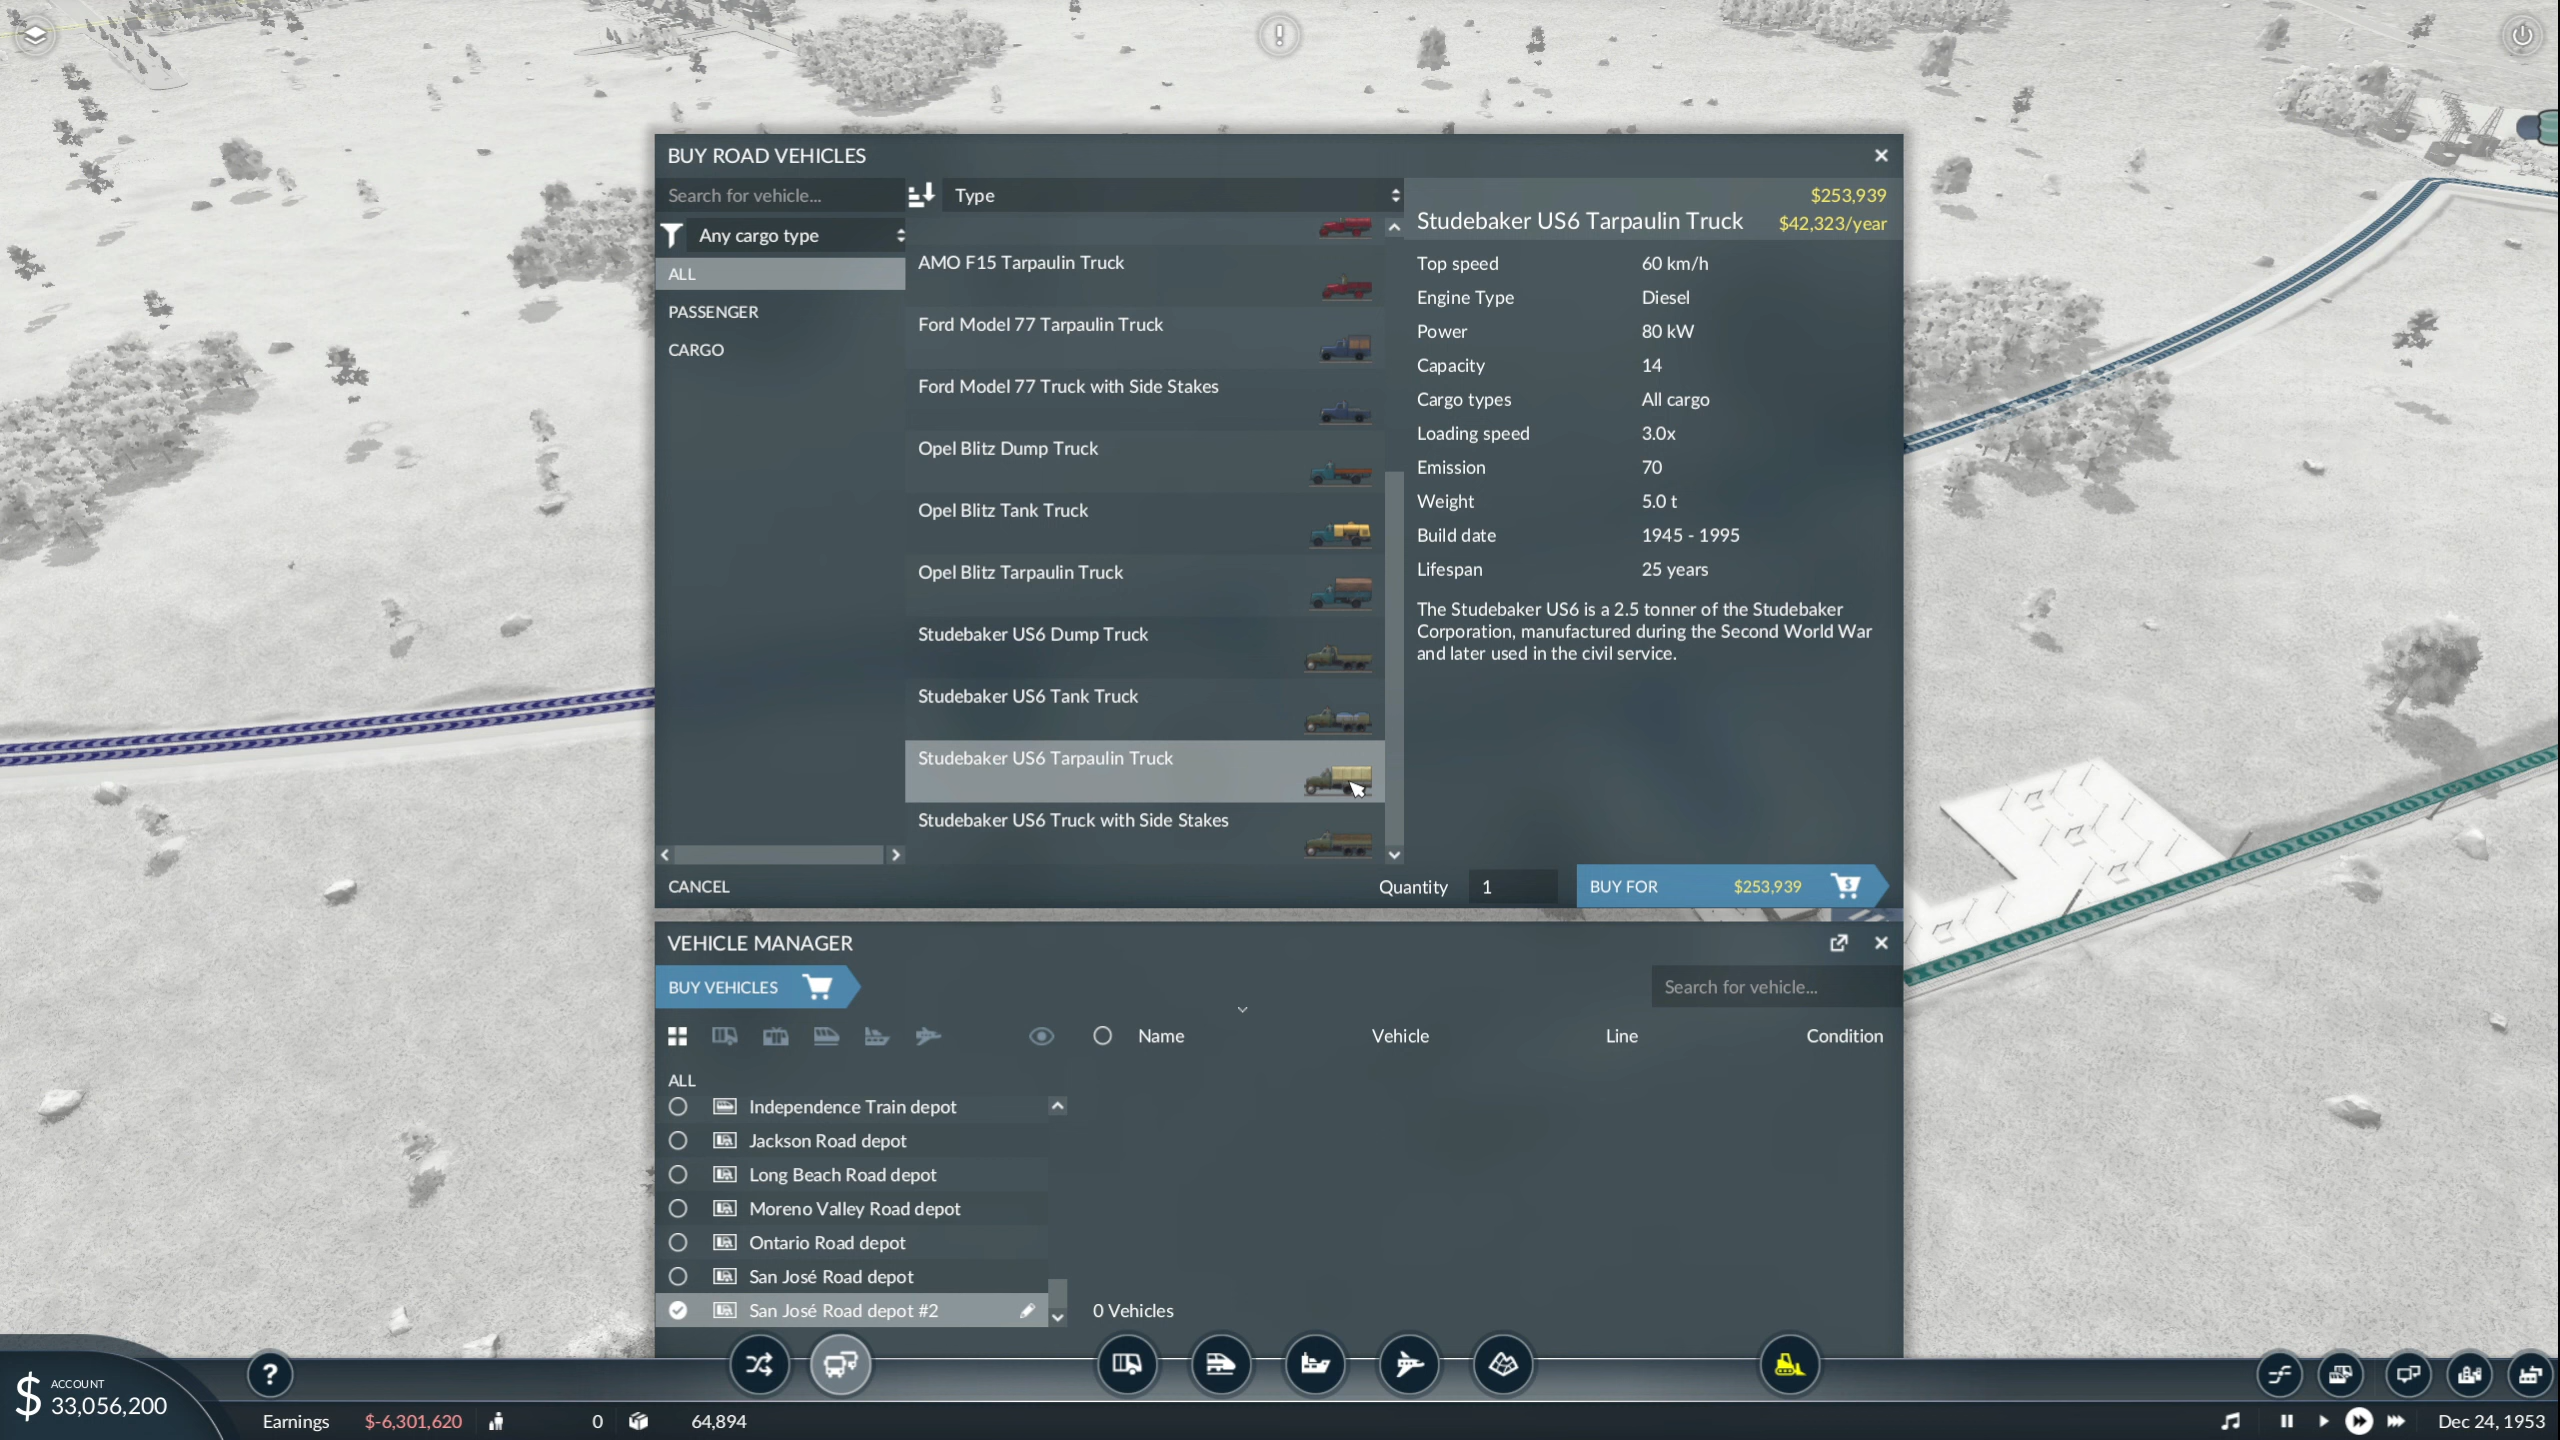 BUY ROAD VEHICLES
Search for vehicle...
Type
Any cargo type
ALL
PASSENGER
CARGO
AMO F15 Tarpaulin Truck
Ford Model 77 Tarpaulin Truck
Ford Model 77 Truck with Side Stakes
Opel Blitz Dump Truck
Opel Blitz Tank Truck
Opel Blitz Tarpaulin Truck
Studebaker US6 Dump Truck
Studebaker US6 Tank Truck
Studebaker US6 Tarpaulin Truck
Studebaker US6 Truck with Side Stakes
$253,939
Studebaker US6 Tarpaulin Truck $42,323/year
Top speed 60 km/h
Engine Type Diesel
Power 80 kW
Capacity 14
Cargo types All cargo
Loading speed 3.0x
Emission 70
Weight 5.0 t
Build date 1945 - 1995
Lifespan 25 years
The Studebaker US6 is a 2.5 tonner of the Studebaker
Corporation, manufactured during the Second World War
and later used in the civil service.
CANCEL
Quantity 1
BUY FOR $253,939
VEHICLE MANAGER
BUY VEHICLES
Search for vehicle...
Name Vehicle Line Condition
ALL
Independence Train depot
Jackson Road depot
Long Beach Road depot
Moreno Valley Road depot
Ontario Road depot
San José Road depot
San José Road depot #2
0 Vehicles
?
$ ACCOUNT
33,056,200
Earnings $-6,301,620 0 64,894
Dec 24, 1953